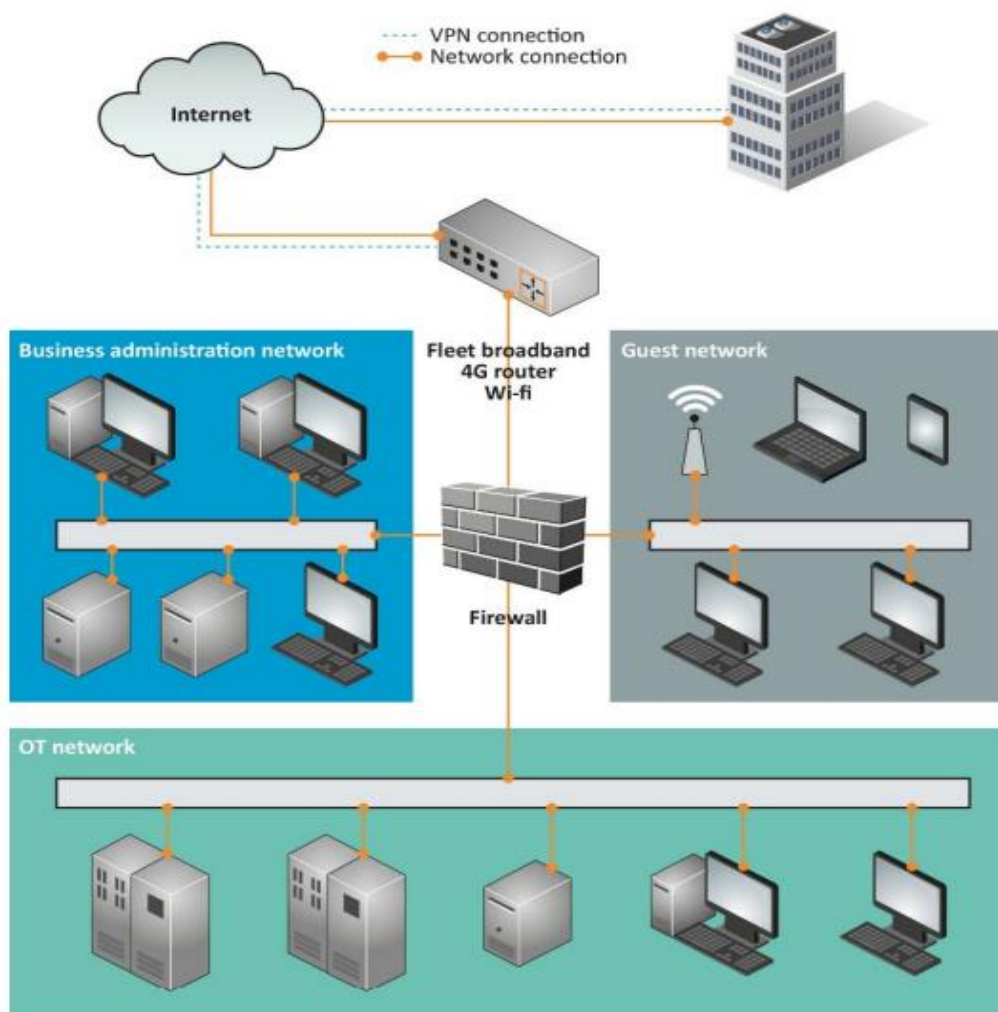 VPN connection
Network connection
Internet
Business administration network
Fleet broadband
4G router
Wi-fi
Guest network
Firewall
OT network